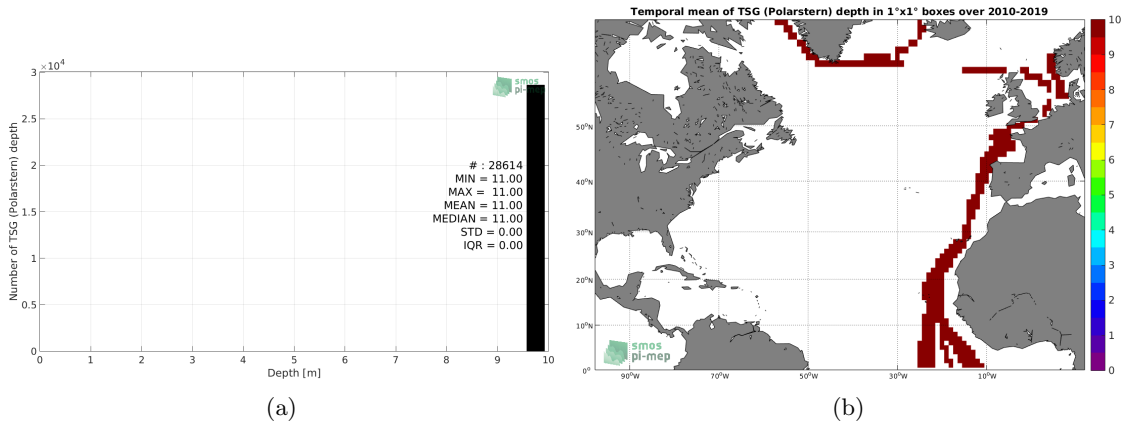 Temporal mean of TSG (Polarstern) depth in 1°x1° boxes over 2010-2019
×10⁴
3
2.5
2
1.5
1
0.5
0
Number of TSG (Polarstern) depth
smos
pi-mep
# : 28614
MIN = 11.00
MAX = 11.00
MEAN = 11.00
MEDIAN = 11.00
STD = 0.00
IQR = 0.00
0 1 2 3 4 5 6 7 8 9 10
Depth [m]
50°N
40°N
30°N
20°N
10°N
0°
90°W 70°W 50°W 30°W 10°W
smos
pi-mep
10
9
8
7
6
5
4
3
2
1
0
(a)
(b)